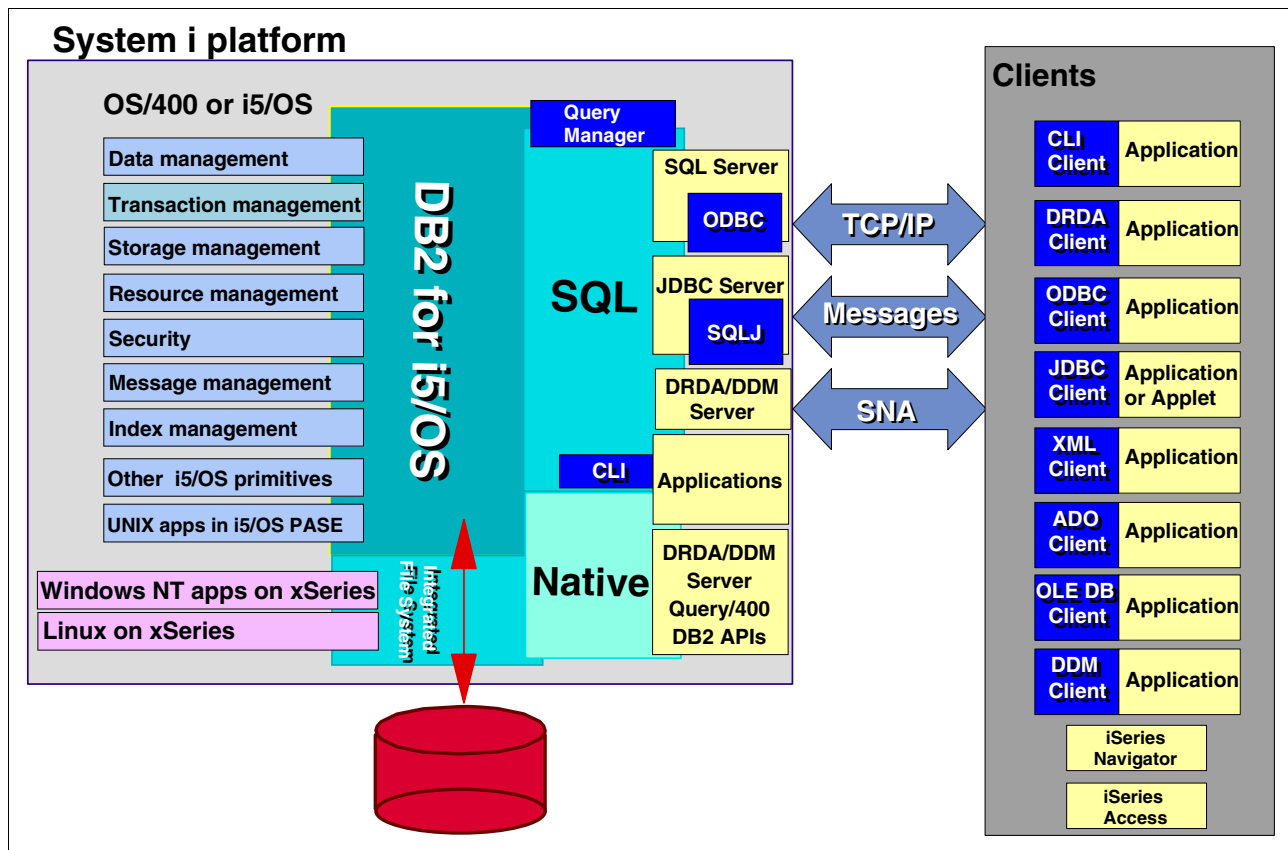 System i platform
OS/400 or i5/OS
Data management
Transaction management
Storage management
Resource management
Security
Message management
Index management
Other i5/OS primitives
UNIX apps in i5/OS PASE
Windows NT apps on xSeries
Linux on xSeries
DB2 for i5/OS
Integrated
File System
Query
Manager
SQL
Native
SQL Server
ODBC
JDBC Server
SQLJ
DRDA/DDM
Server
CLI
Applications
DRDA/DDM
Server
Query/400
DB2 APIs
TCP/IP
Messages
SNA
Clients
CLI
Client
Application
DRDA
Client
Application
ODBC
Client
Application
JDBC
Client
Application
or Applet
XML
Client
Application
ADO
Client
Application
OLE DB
Client
Application
DDM
Client
Application
iSeries
Navigator
iSeries
Access